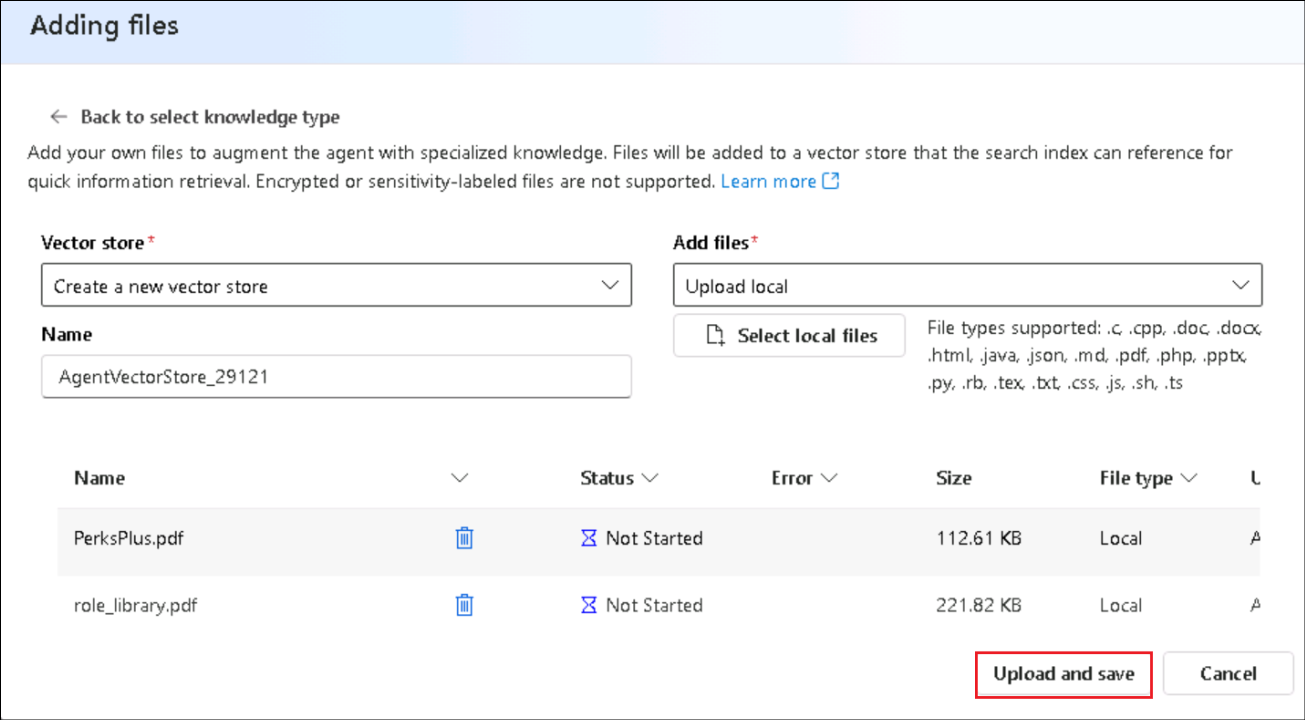 Adding files
Back to select knowledge type
Add your own files to augment the agent with specialized knowledge. Files will be added to a vector store that the search index can reference for
quick information retrieval. Encrypted or sensitivity-labeled files are not supported. Learn more
Vector store*
Create a new vector store
Name
AgentVectorStore_29121
Add files*
Upload local
Select local files
File types supported: .c, .cpp, .doc, .docx,
.html, .java, .json, .md, .pdf, .php, .pptx,
.py, .rb, .tex, .txt, .css, .js, .sh, .ts
Name Status Error Size File type
PerksPlus.pdf Not Started 112.61 KB Local
role_library.pdf Not Started 221.82 KB Local
Upload and save Cancel